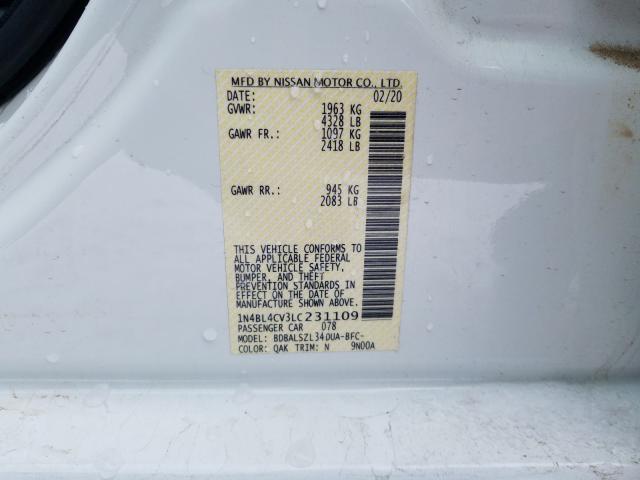 MFD BY NISSAN MOTOR CO., LTD.
DATE: 02/20
GVWR: 1963 KG
4328 LB
GAWR FR.: 1097 KG
2418 LB
GAWR RR.: 945 KG
2083 LB
THIS VEHICLE CONFORMS TO
ALL APPLICABLE FEDERAL
MOTOR VEHICLE SAFETY,
BUMPER, AND THEFT
PREVENTION STANDARDS IN
EFFECT ON THE DATE OF
MANUFACTURE SHOWN ABOVE.
1N4BL4CV3LC231109
PASSENGER CAR 078
MODEL: BDBALSZL34DUA-BFC-
COLOR: QAK TRIM: N 9N00A